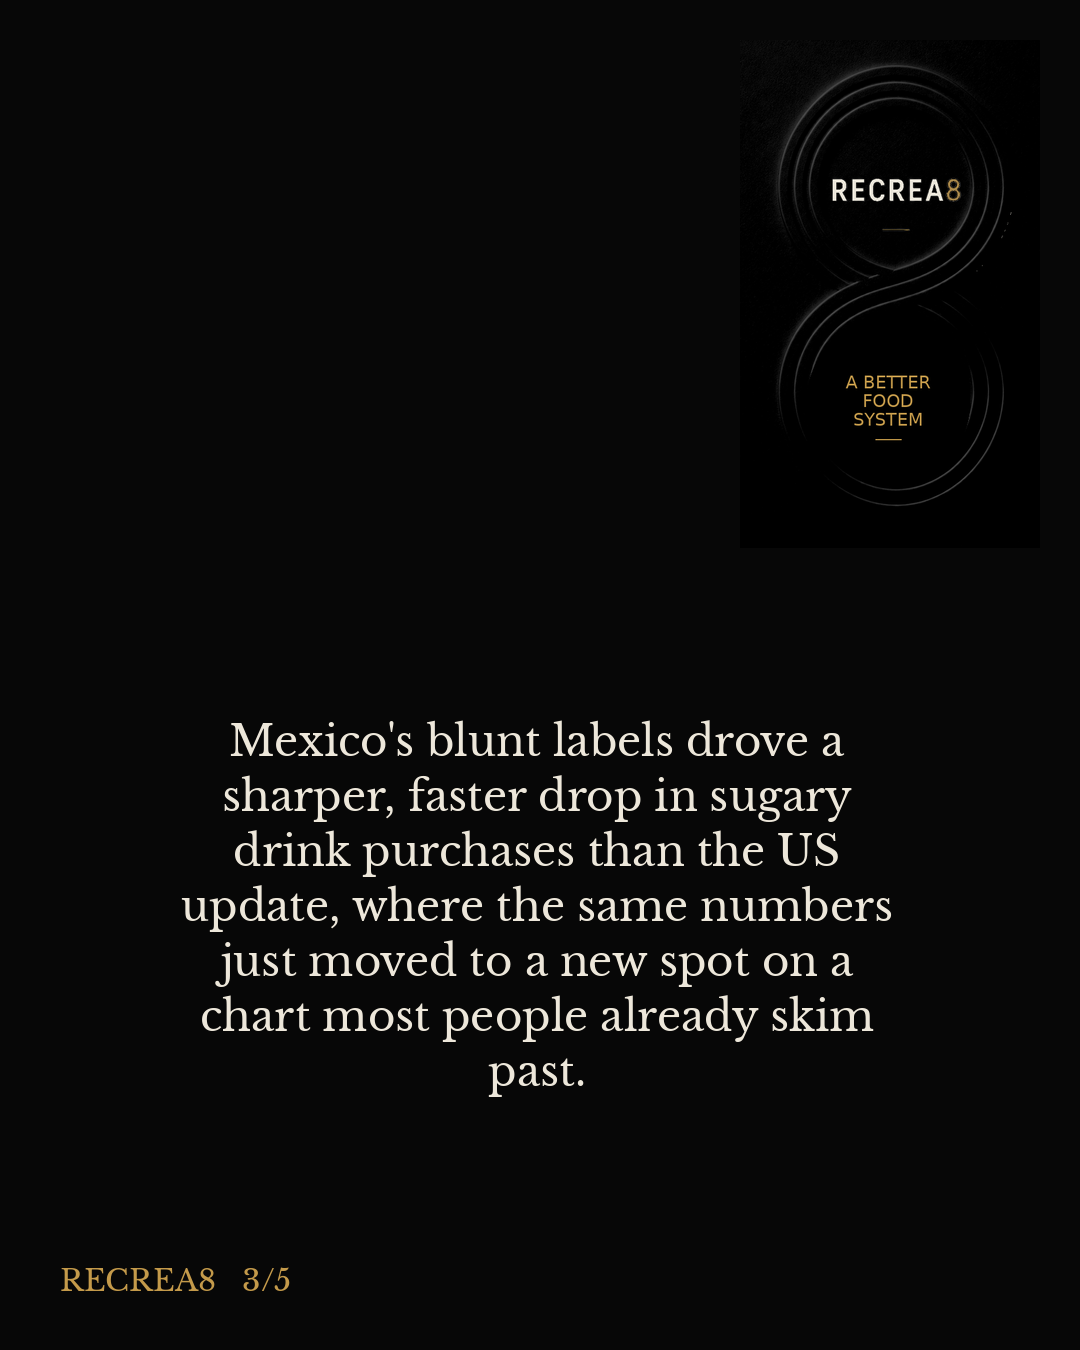 RECREA8
A BETTER
FOOD
SYSTEM
Mexico's blunt labels drove a
sharper, faster drop in sugary
drink purchases than the US
update, where the same numbers
just moved to a new spot on a
chart most people already skim
past.
RECREA8 3/5